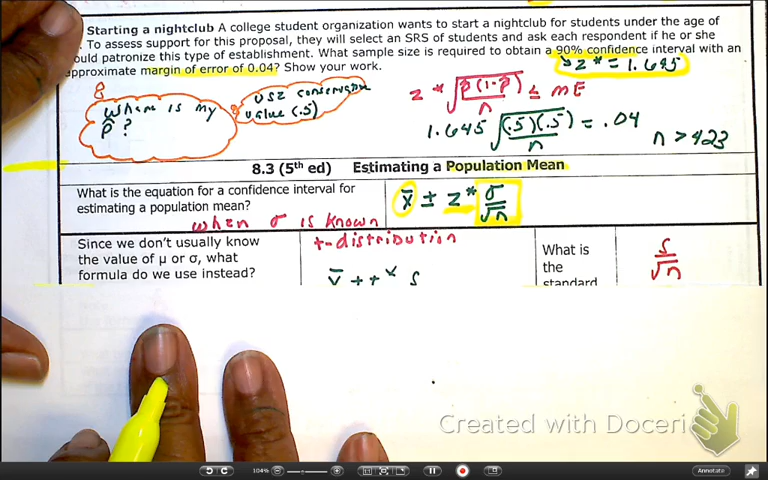 Starting a nightclub A college student organization wants to start a nightclub for students under the age of
. To assess support for this proposal, they will select an SRS of students and ask each respondent if he or she
ould patronize this type of establishment. What sample size is required to obtain a 90% confidence interval with an
pproximate margin of error of 0.04? Show your work.
z* = 1.645
Where is my
p̂?
use conservative
value (.5)
z* √(p̂(1-p̂)/n) ≤ ME
1.645 √((.5)(.5)/n) = .04
n > 423
8.3 (5th ed) Estimating a Population Mean
What is the equation for a confidence interval for
estimating a population mean?
when σ is known
x̄ ± z* σ/√n
Since we don't usually know
the value of µ or σ, what
formula do we use instead?
t-distribution
What is
the
standard
s/√n
Created with Doceri
104%
Annotate